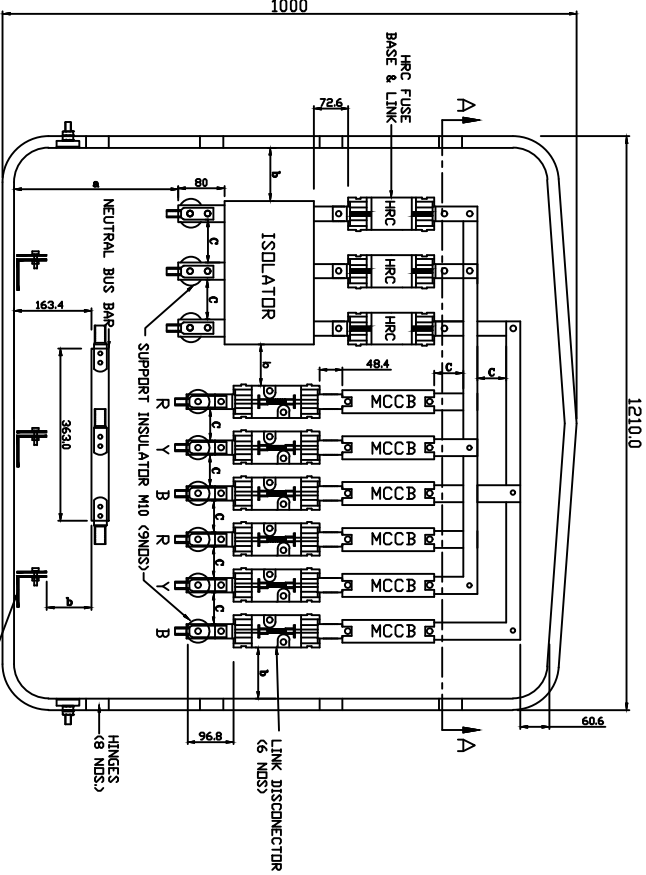 1000
1210.0
HRC FUSE
BASE & LINK
72.6
A
A
60.6
HRC
HRC
HRC
C
C
48.4
MCCB
MCCB
MCCB
MCCB
MCCB
MCCB
b
ISOLATOR
b
b
80
a
C
C
C
C
C
C
C
R
Y
B
R
Y
B
96.8
LINK DISCONECTOR
(6 NOS)
SUPPORT INSULATOR M10 (9NOS)
NEUTRAL BUS BAR
163.4
363.0
b
HINGES
(8 NOS.)